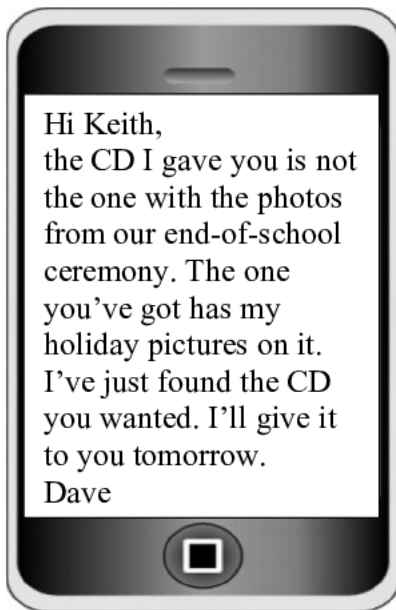 Hi Keith,
the CD I gave you is not
the one with the photos
from our end-of-school
ceremony. The one
you've got has my
holiday pictures on it.
I've just found the CD
you wanted. I'll give it
to you tomorrow.
Dave